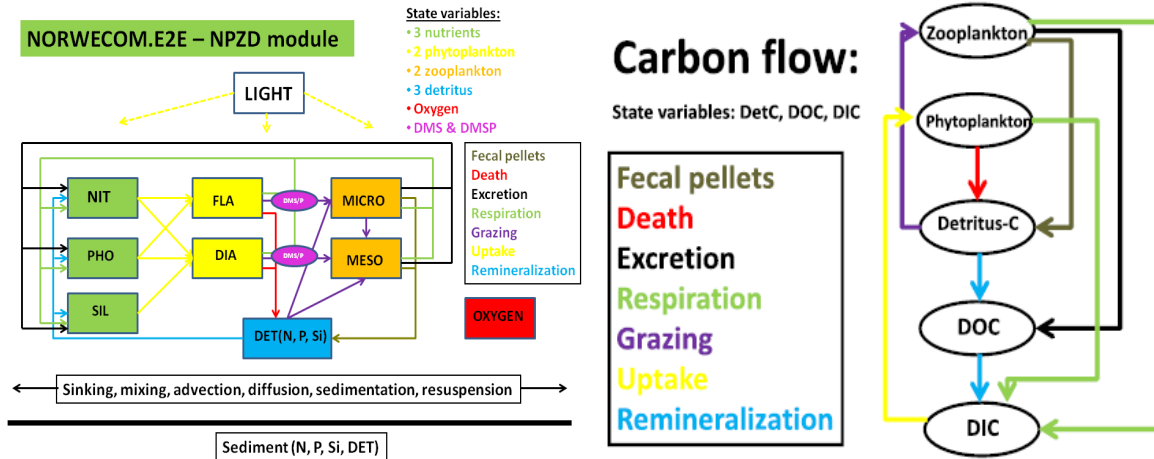 NORWECOM.E2E – NPZD module
State variables:
• 3 nutrients
• 2 phytoplankton
• 2 zooplankton
• 3 detritus
• Oxygen
• DMS & DMSP
LIGHT
NIT
PHO
SIL
FLA
DIA
DMS/P
DMS/P
MICRO
MESO
DET(N, P, Si)
Fecal pellets
Death
Excretion
Respiration
Grazing
Uptake
Remineralization
OXYGEN
Sinking, mixing, advection, diffusion, sedimentation, resuspension
Sediment (N, P, Si, DET)
Carbon flow:
State variables: DetC, DOC, DIC
Fecal pellets
Death
Excretion
Respiration
Grazing
Uptake
Remineralization
Zooplankton
Phytoplankton
Detritus-C
DOC
DIC